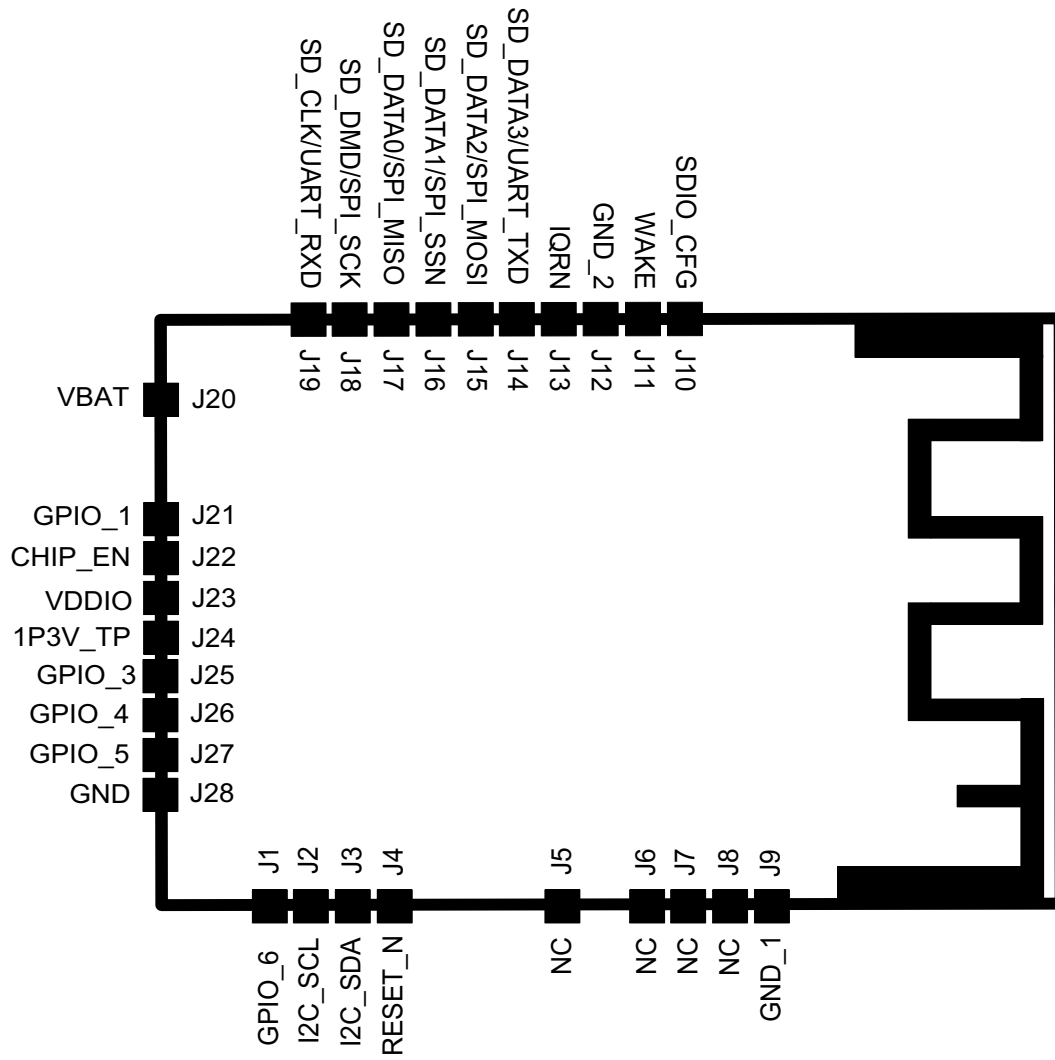 SD_CLK/UART_RXD
SD_DMD/SPI_SCK
SD_DATA0/SPI_MISO
SD_DATA1/SPI_SSN
SD_DATA2/SPI_MOSI
SD_DATA3/UART_TXD
IQRN
GND_2
WAKE
SDIO_CFG
J19
J18
J17
J16
J15
J14
J13
J12
J11
J10
VBAT J20
GPIO_1 J21
CHIP_EN J22
VDDIO J23
1P3V_TP J24
GPIO_3 J25
GPIO_4 J26
GPIO_5 J27
GND J28
J1
J2
J3
J4
J5
J6
J7
J8
J9
GPIO_6
I2C_SCL
I2C_SDA
RESET_N
NC
NC
NC
NC
GND_1